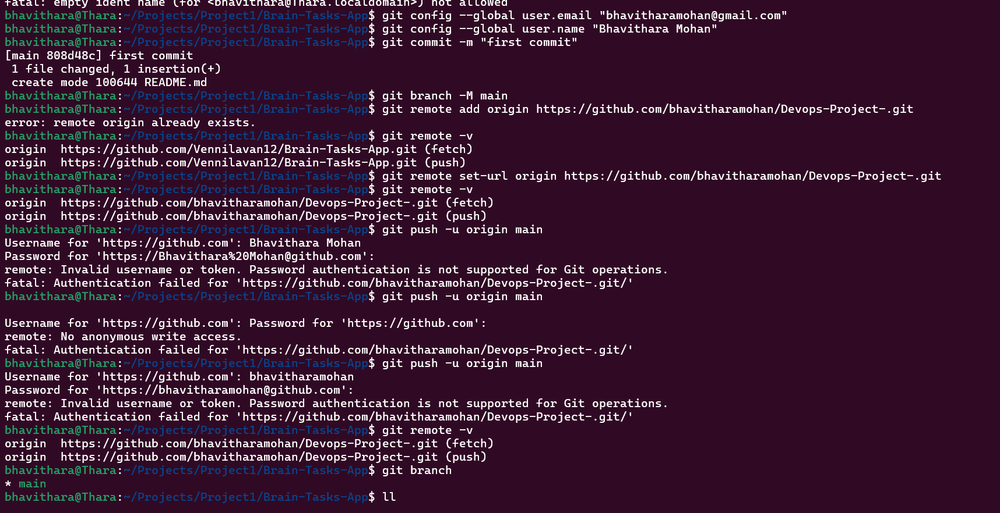 fatal: empty ident name (for <bhavithara@Thara.localdomain>) not allowed
bhavithara@Thara:~/Projects/Project1/Brain-Tasks-App$ git config --global user.email "bhavitharamohan@gmail.com"
bhavithara@Thara:~/Projects/Project1/Brain-Tasks-App$ git config --global user.name "Bhavithara Mohan"
bhavithara@Thara:~/Projects/Project1/Brain-Tasks-App$ git commit -m "first commit"
[main 808d48c] first commit
 1 file changed, 1 insertion(+)
 create mode 100644 README.md
bhavithara@Thara:~/Projects/Project1/Brain-Tasks-App$ git branch -M main
bhavithara@Thara:~/Projects/Project1/Brain-Tasks-App$ git remote add origin https://github.com/bhavitharamohan/Devops-Project-.git
error: remote origin already exists.
bhavithara@Thara:~/Projects/Project1/Brain-Tasks-App$ git remote -v
origin  https://github.com/Vennilavan12/Brain-Tasks-App.git (fetch)
origin  https://github.com/Vennilavan12/Brain-Tasks-App.git (push)
bhavithara@Thara:~/Projects/Project1/Brain-Tasks-App$ git remote set-url origin https://github.com/bhavitharamohan/Devops-Project-.git
bhavithara@Thara:~/Projects/Project1/Brain-Tasks-App$ git remote -v
origin  https://github.com/bhavitharamohan/Devops-Project-.git (fetch)
origin  https://github.com/bhavitharamohan/Devops-Project-.git (push)
bhavithara@Thara:~/Projects/Project1/Brain-Tasks-App$ git push -u origin main
Username for 'https://github.com': Bhavithara Mohan
Password for 'https://Bhavithara%20Mohan@github.com':
remote: Invalid username or token. Password authentication is not supported for Git operations.
fatal: Authentication failed for 'https://github.com/bhavitharamohan/Devops-Project-.git/'
bhavithara@Thara:~/Projects/Project1/Brain-Tasks-App$ git push -u origin main
Username for 'https://github.com': Password for 'https://github.com':
remote: No anonymous write access.
fatal: Authentication failed for 'https://github.com/bhavitharamohan/Devops-Project-.git/'
bhavithara@Thara:~/Projects/Project1/Brain-Tasks-App$ git push -u origin main
Username for 'https://github.com': bhavitharamohan
Password for 'https://bhavitharamohan@github.com':
remote: Invalid username or token. Password authentication is not supported for Git operations.
fatal: Authentication failed for 'https://github.com/bhavitharamohan/Devops-Project-.git/'
bhavithara@Thara:~/Projects/Project1/Brain-Tasks-App$ git remote -v
origin  https://github.com/bhavitharamohan/Devops-Project-.git (fetch)
origin  https://github.com/bhavitharamohan/Devops-Project-.git (push)
bhavithara@Thara:~/Projects/Project1/Brain-Tasks-App$ git branch
* main
bhavithara@Thara:~/Projects/Project1/Brain-Tasks-App$ ll